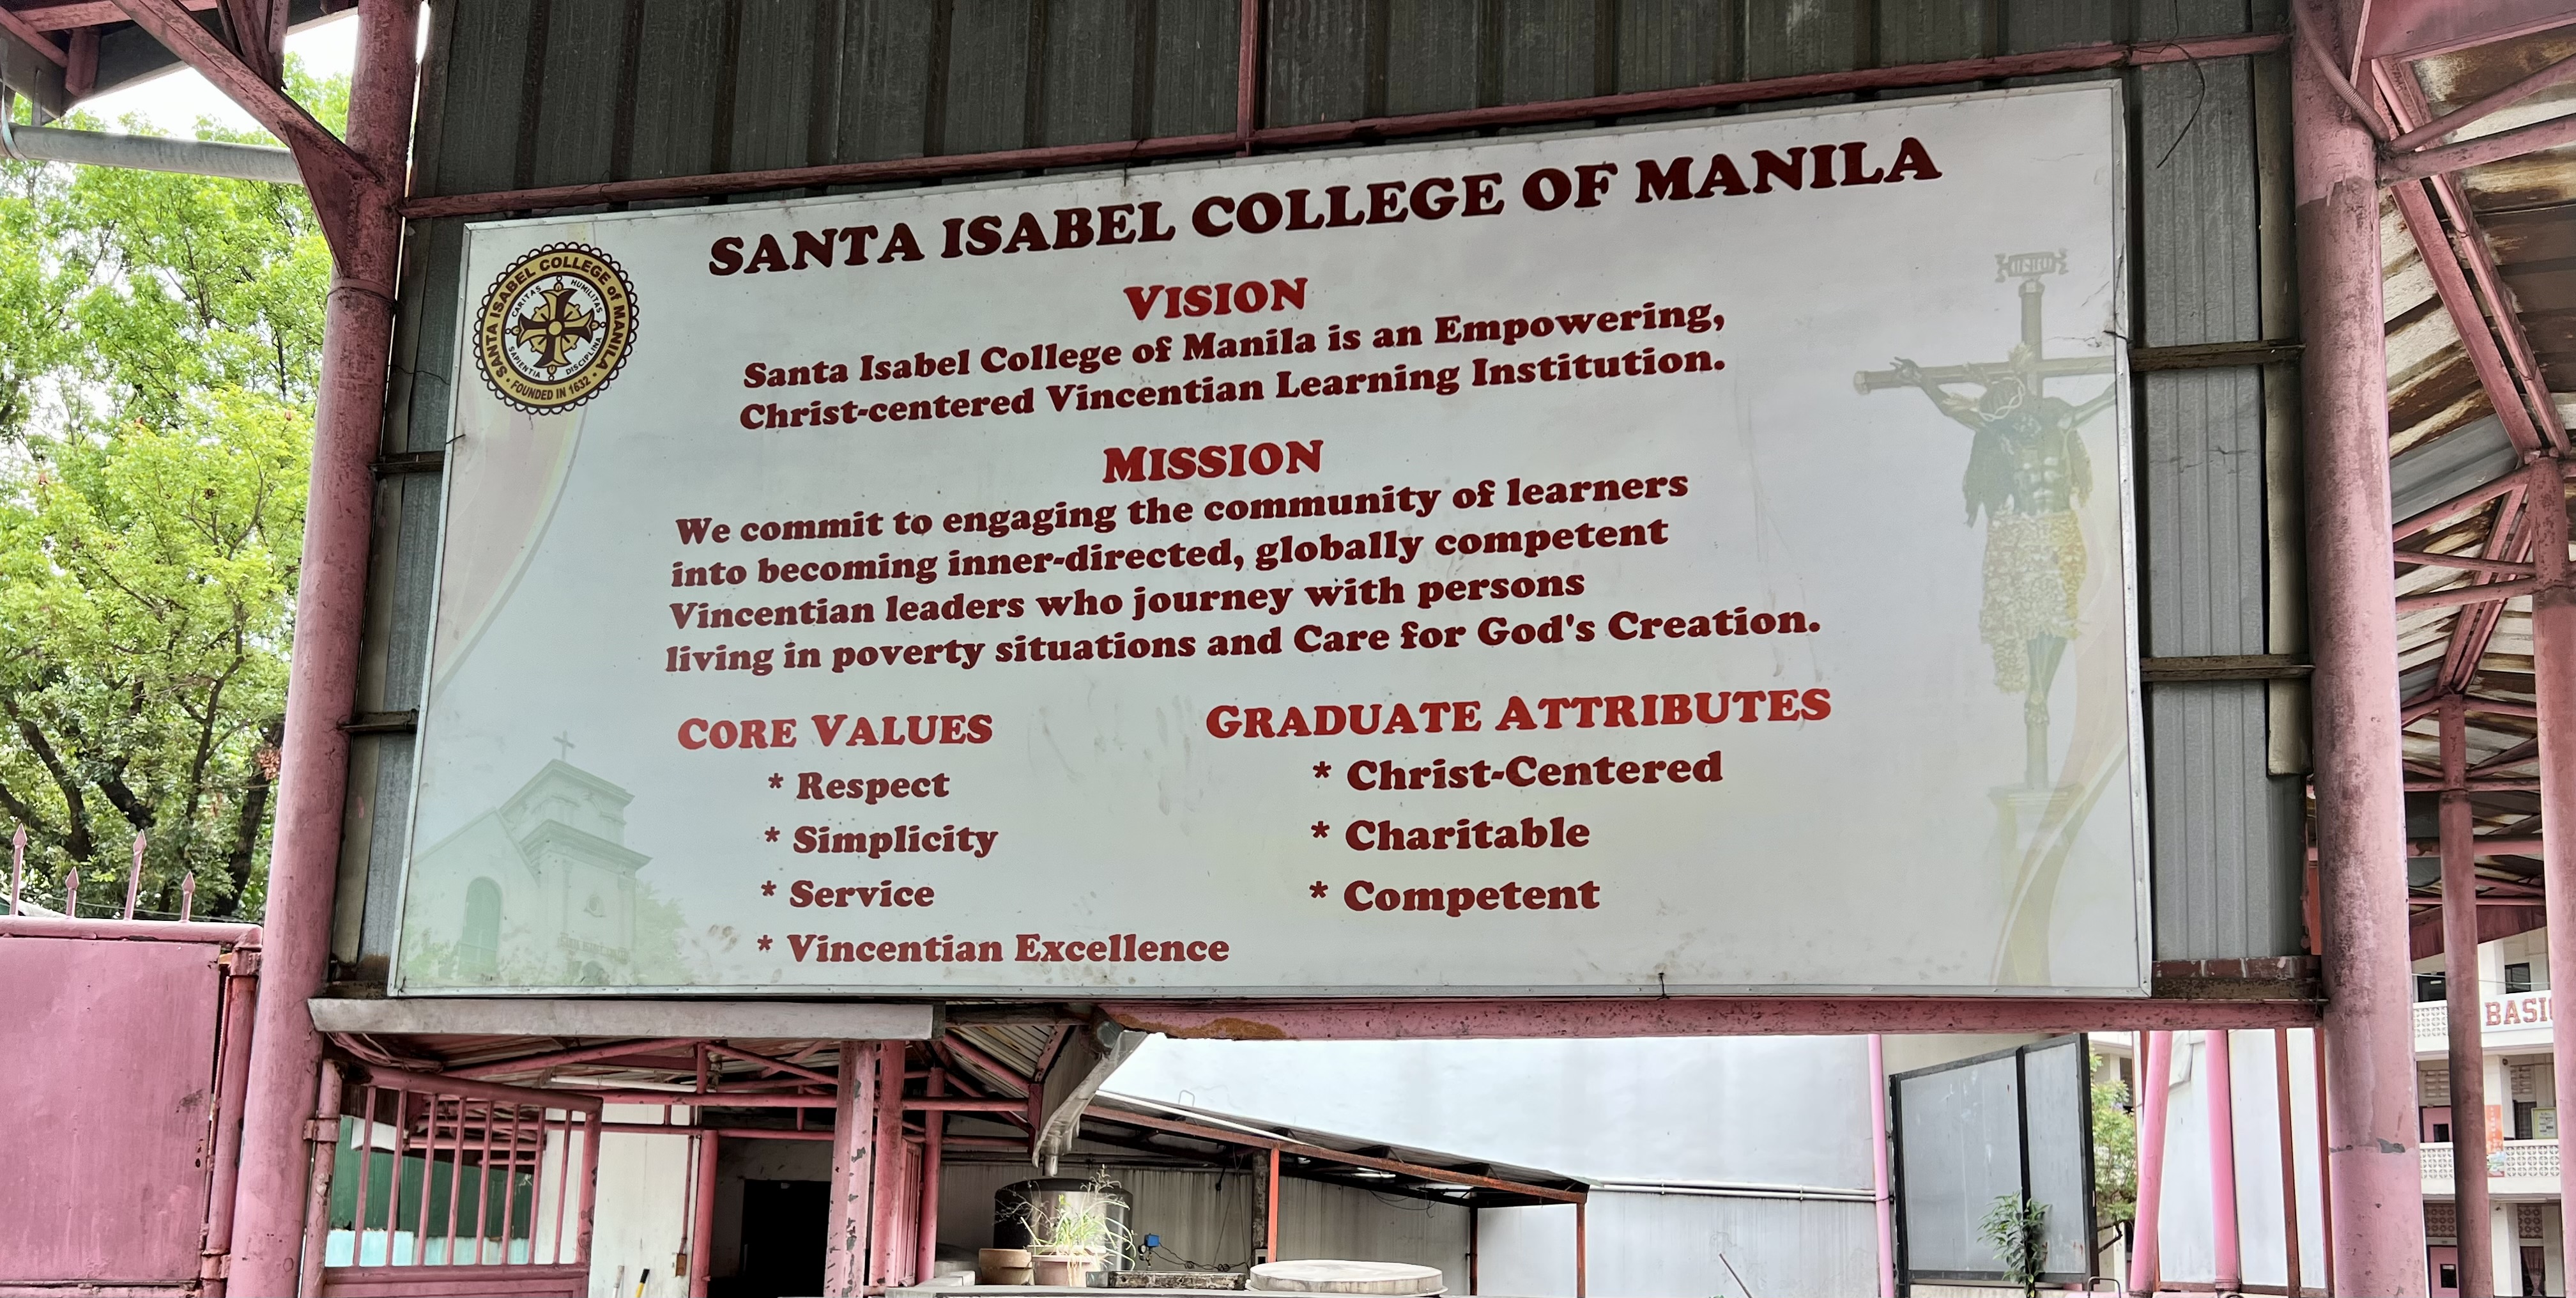 SANTA ISABEL COLLEGE OF MANILA
SANTA ISABEL COLLEGE of MANILA
CARITAS
HUMILITAS
SAPIENTIA
DISCIPLINA
• FOUNDED IN 1632 •
VISION
Santa Isabel College of Manila is an Empowering,
Christ-centered Vincentian Learning Institution.
MISSION
We commit to engaging the community of learners
into becoming inner-directed, globally competent
Vincentian leaders who journey with persons
living in poverty situations and Care for God's Creation.
CORE VALUES
* Respect
* Simplicity
* Service
* Vincentian Excellence
GRADUATE ATTRIBUTES
* Christ-Centered
* Charitable
* Competent